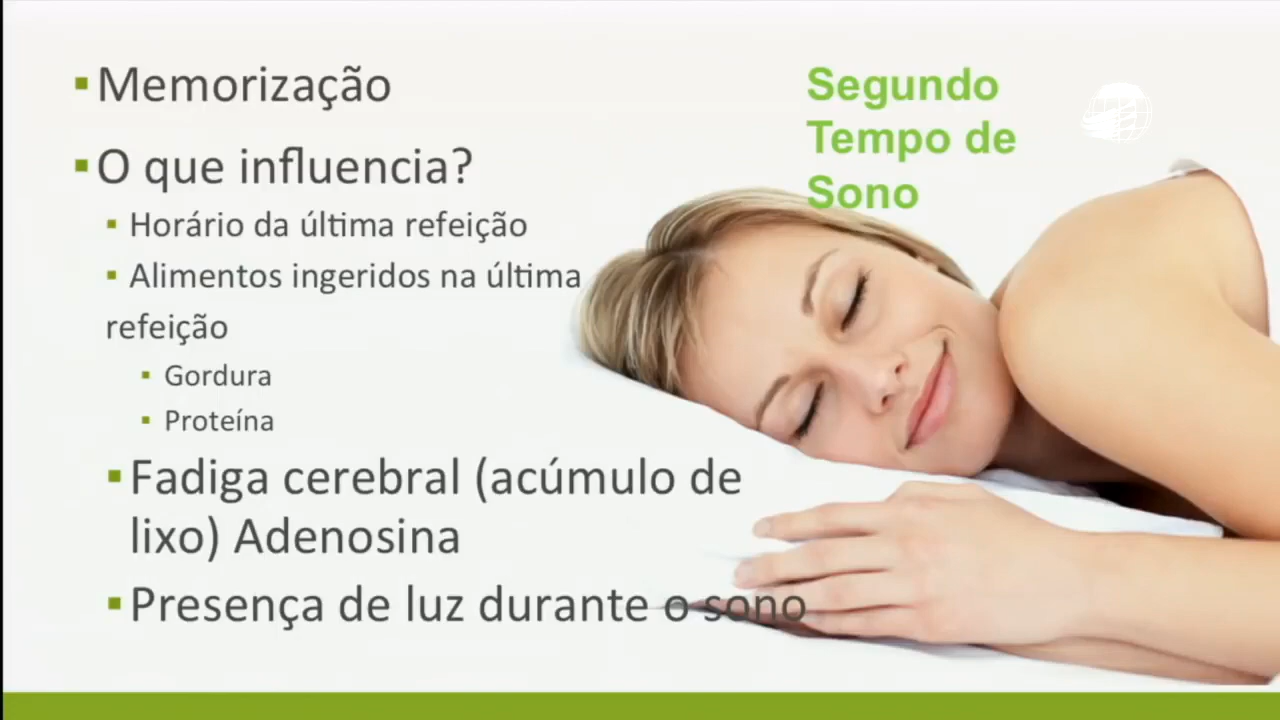 Memorização
O que influencia?
Horário da última refeição
Alimentos ingeridos na última
refeição
Gordura
Proteína
Fadiga cerebral (acúmulo de
lixo) Adenosina
Presença de luz durante o sono
Segundo
Tempo de
Sono